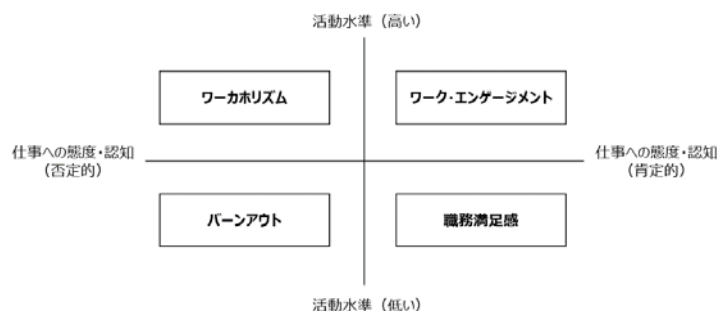 活動水準（高い）
ワーカホリズム
ワーク・エンゲージメント
仕事への態度・認知
（否定的）
仕事への態度・認知
（肯定的）
バーンアウト
職務満足感
活動水準（低い）